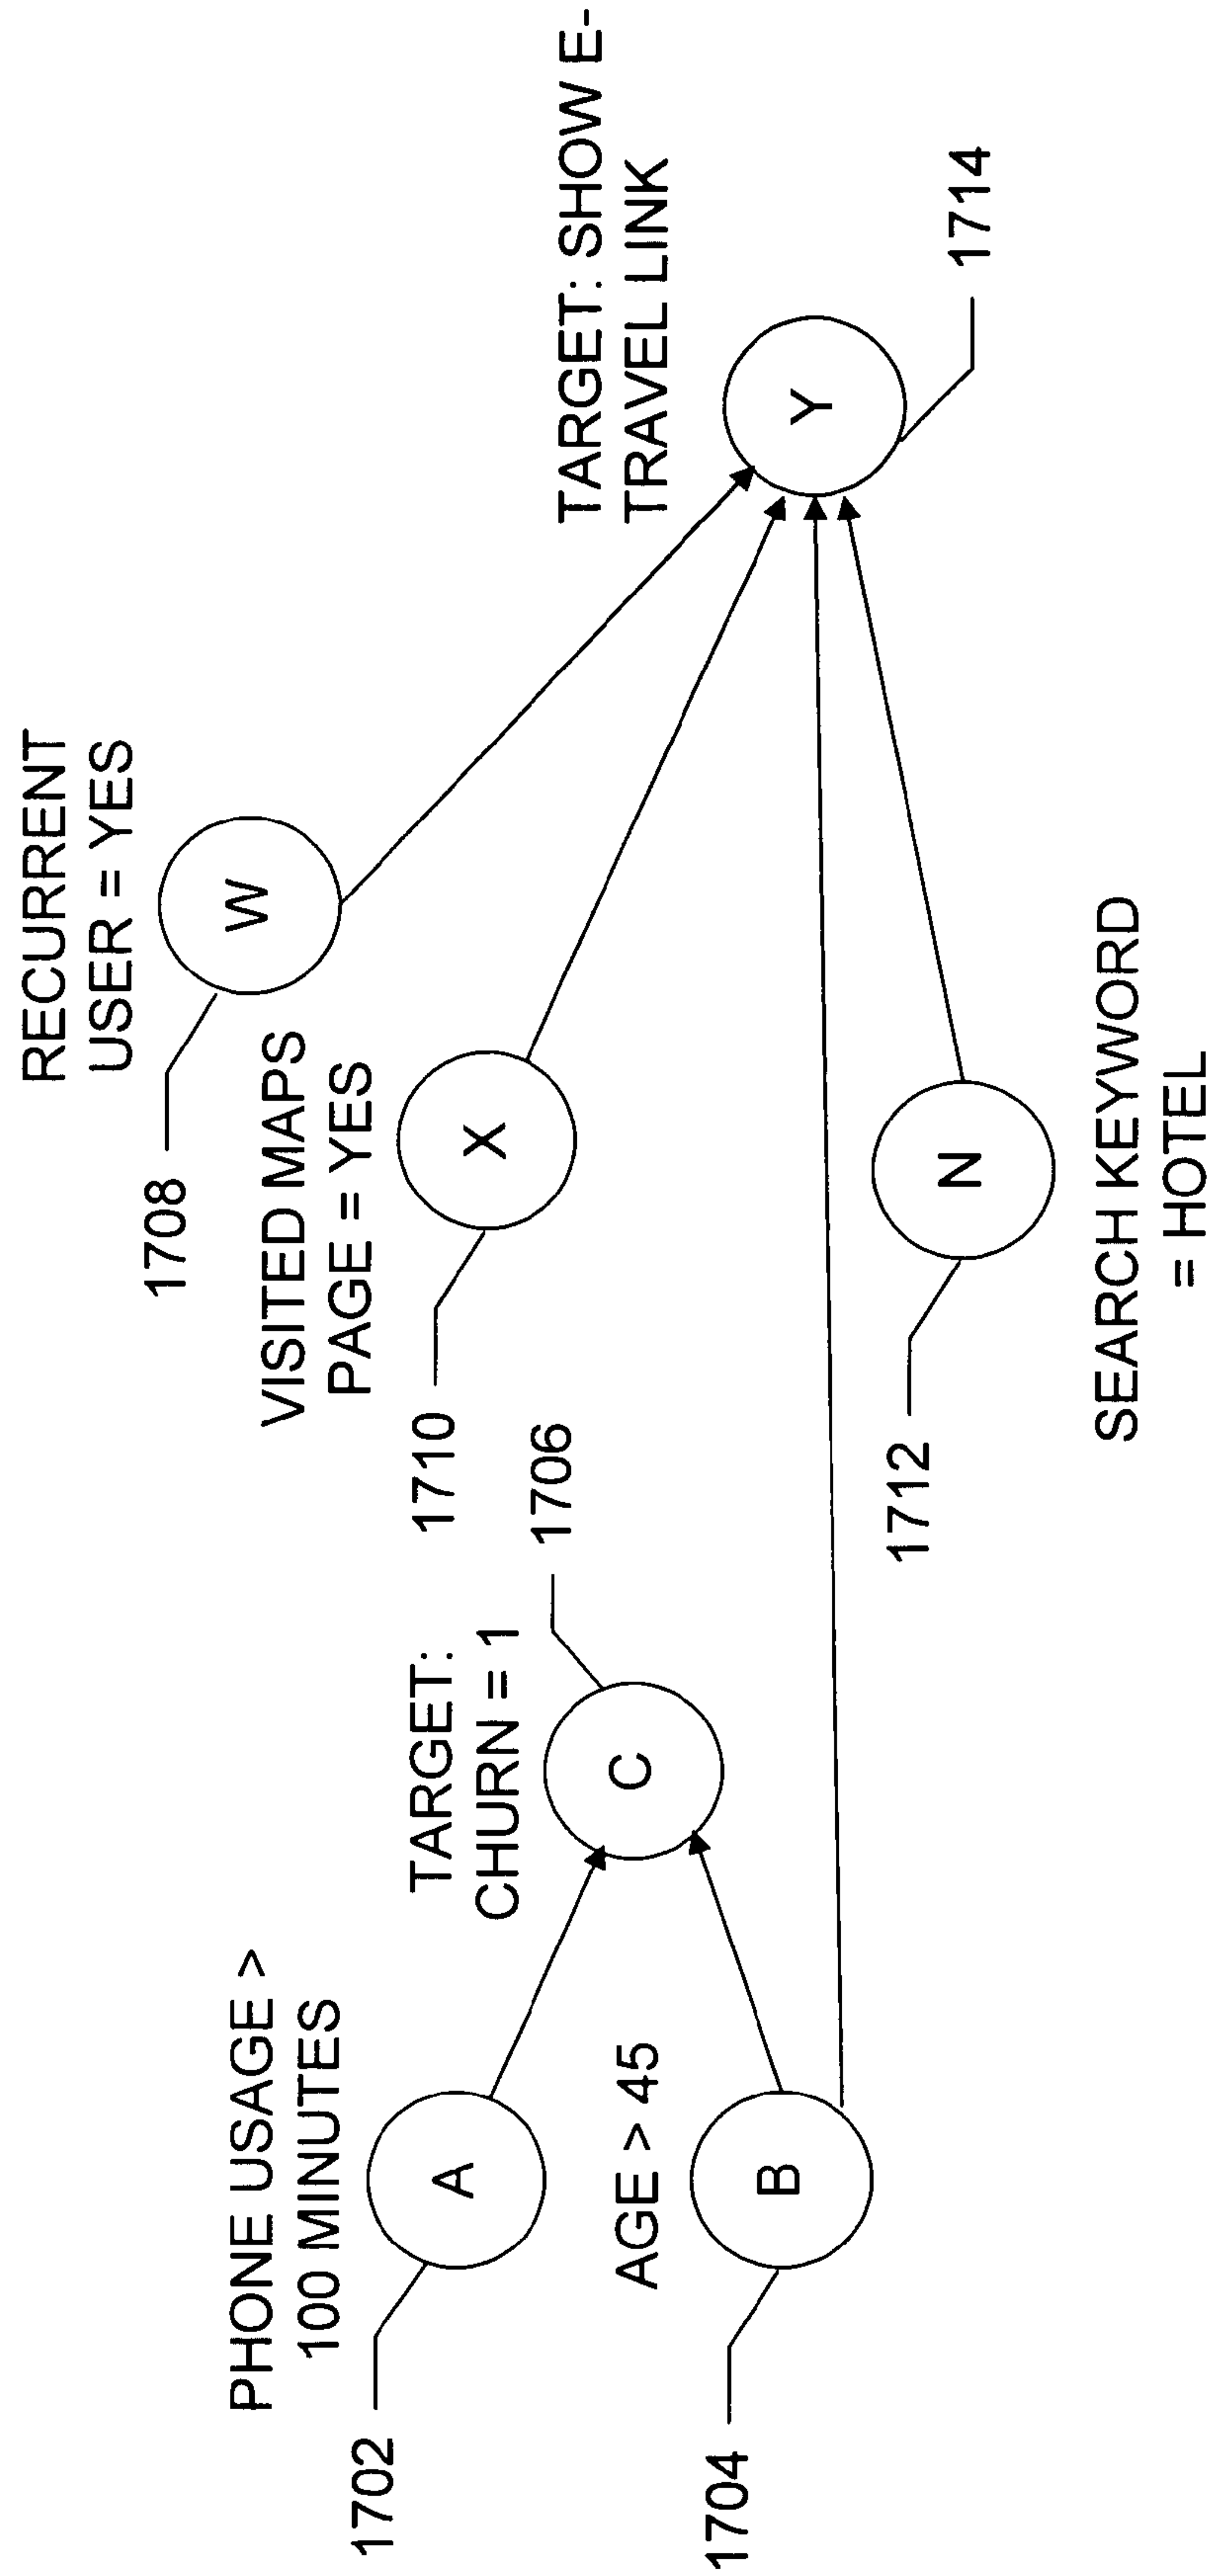 RECURRENT
USER = YES
1708
W
VISITED MAPS
PAGE = YES
1710
X
TARGET: SHOW E-
TRAVEL LINK
Y
1714
PHONE USAGE >
100 MINUTES
1702
A
TARGET:
CHURN = 1
1706
C
AGE > 45
1704
B
1712
N
SEARCH KEYWORD
= HOTEL